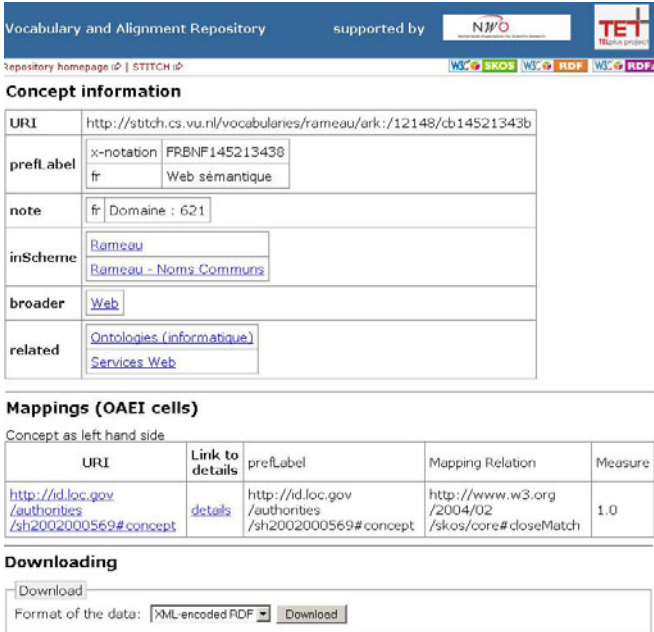 Vocabulary and Alignment Repository supported by NWO TEL+
TELplus project
Repository homepage | STITCH W3C SKOS W3C RDF W3C RDFa
Concept information
URI http://stitch.cs.vu.nl/vocabularies/rameau/ark:/12148/cb14521343b
prefLabel
x-notation FRBNF145213438
fr Web sémantique
note fr Domaine : 621
inScheme
Rameau
Rameau - Noms Communs
broader Web
related
Ontologies (informatique)
Services Web
Mappings (OAEI cells)
Concept as left hand side
URI Link to details prefLabel Mapping Relation Measure
http://id.loc.gov http://id.loc.gov http://www.w3.org
/authorities details /authorities /2004/02 1.0
/sh2002000569#concept /sh2002000569#concept /skos/core#closeMatch
Downloading
Download
Format of the data: XML-encoded RDF Download